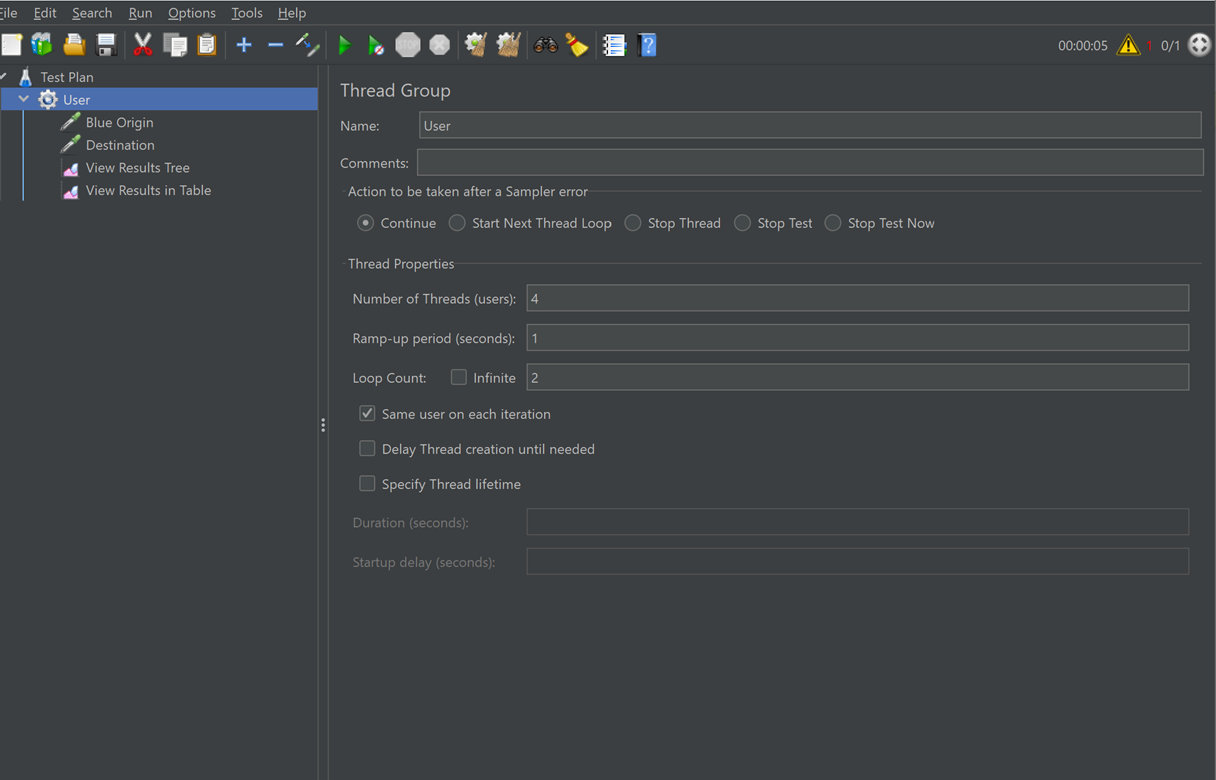 ile Edit Search Run Options Tools Help
STOP 00:00:05 1 0/1
Test Plan
User
Blue Origin
Destination
View Results Tree
View Results in Table
Thread Group
Name: User
Comments:
Action to be taken after a Sampler error
Continue Start Next Thread Loop Stop Thread Stop Test Stop Test Now
Thread Properties
Number of Threads (users): 4
Ramp-up period (seconds): 1
Loop Count: Infinite 2
Same user on each iteration
Delay Thread creation until needed
Specify Thread lifetime
Duration (seconds):
Startup delay (seconds):